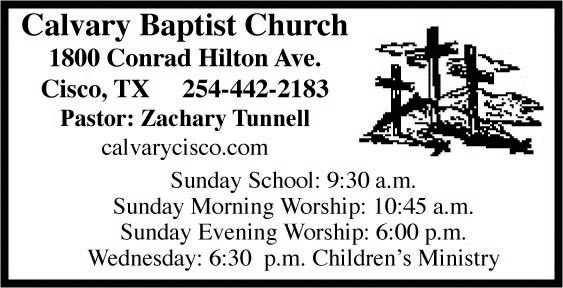 Calvary Baptist Church
1800 Conrad Hilton Ave.
Cisco, TX 254-442-2183
Pastor: Zachary Tunnell
calvarycisco.com
Sunday School: 9:30 a.m.
Sunday Morning Worship: 10:45 a.m.
Sunday Evening Worship: 6:00 p.m.
Wednesday: 6:30 p.m. Children’s Ministry